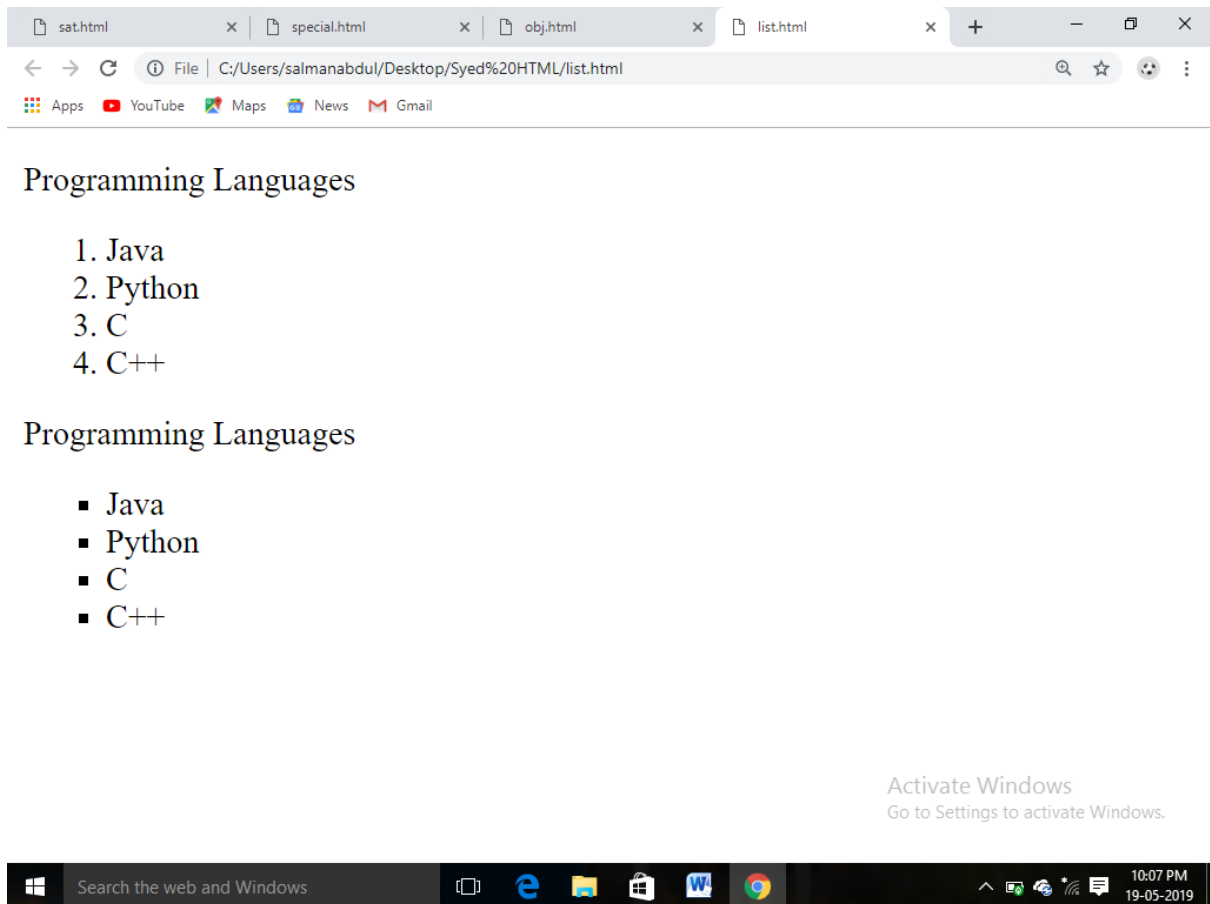 sat.html special.html obj.html list.html
File C:/Users/salmanabdul/Desktop/Syed%20HTML/list.html
Apps YouTube Maps News Gmail
Programming Languages
1. Java
2. Python
3. C
4. C++
Programming Languages
▪ Java
▪ Python
▪ C
▪ C++
Activate Windows
Go to Settings to activate Windows.
Search the web and Windows
10:07 PM
19-05-2019